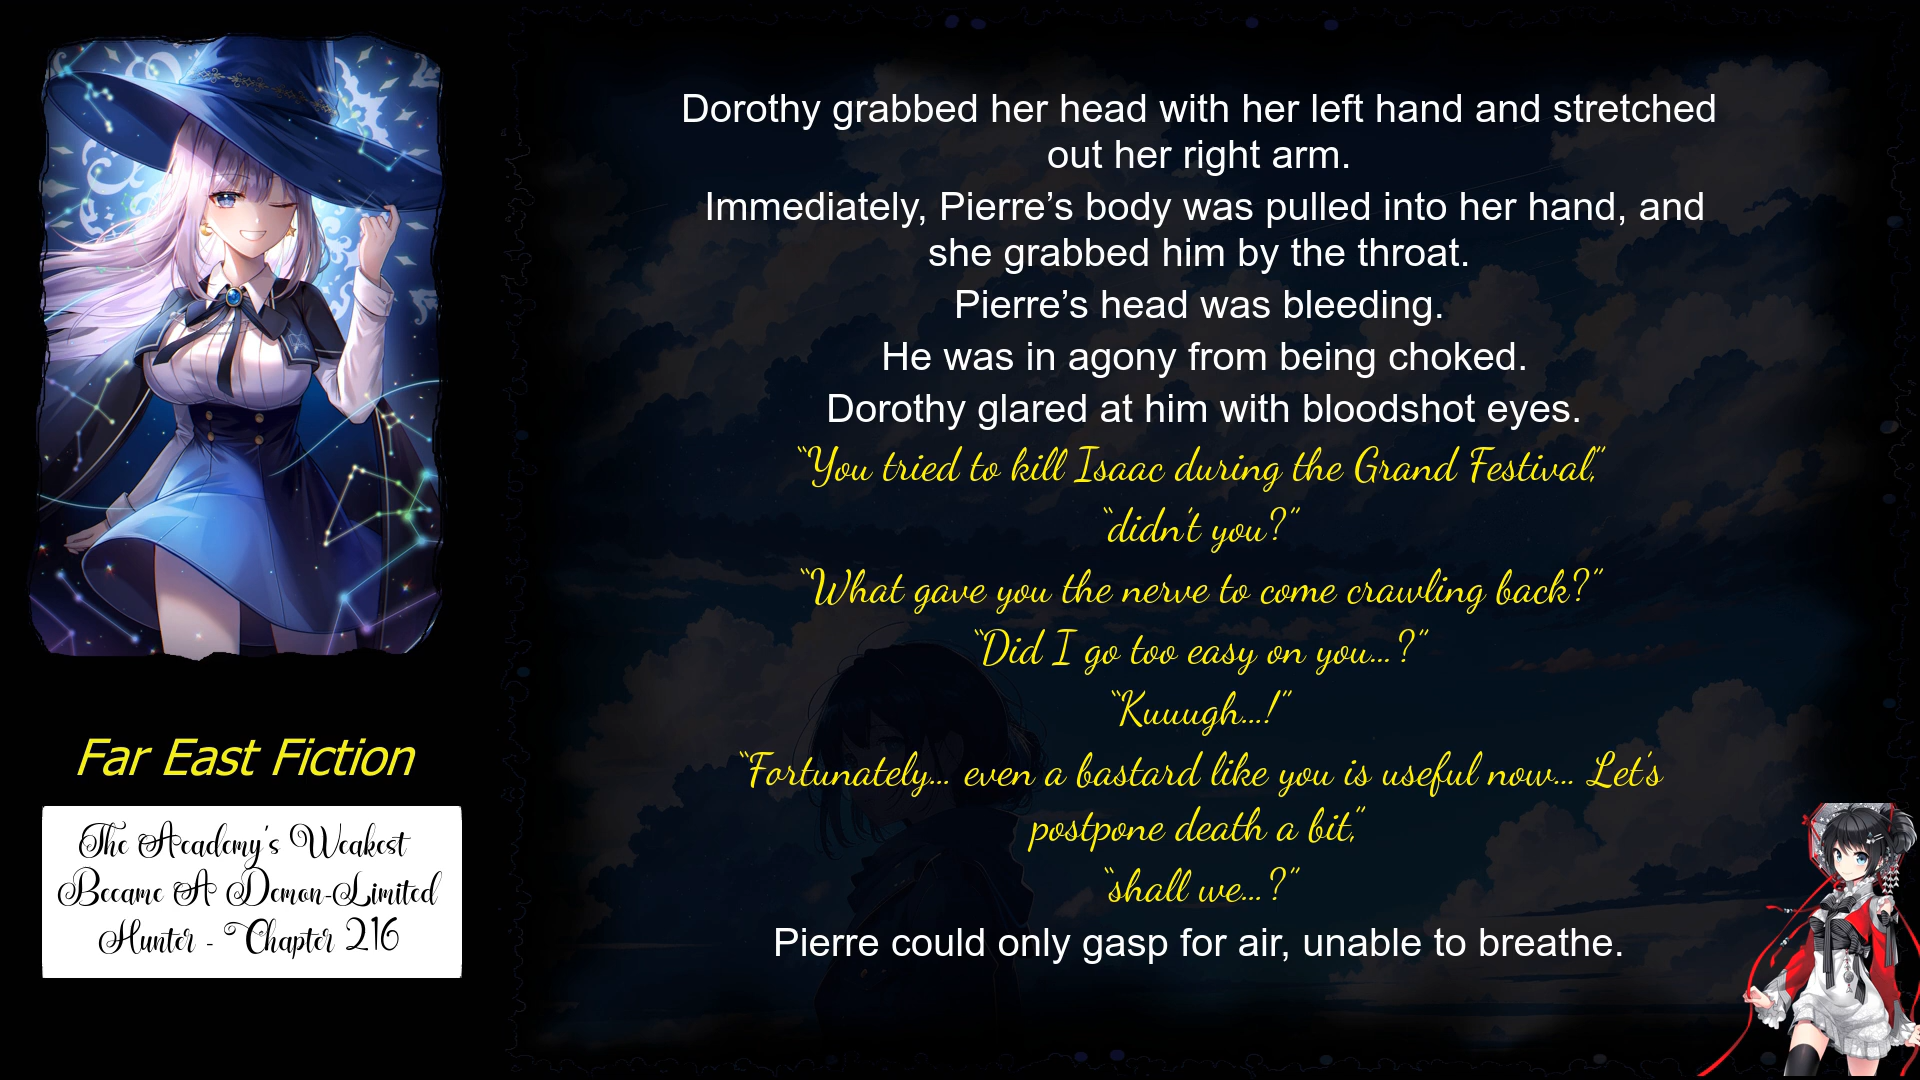 Dorothy grabbed her head with her left hand and stretched
out her right arm.
Immediately, Pierre’s body was pulled into her hand, and
she grabbed him by the throat.
Pierre’s head was bleeding.
He was in agony from being choked.
Dorothy glared at him with bloodshot eyes.
“You tried to kill Isaac during the Grand Festival,”
“didn’t you?”
“What gave you the nerve to come crawling back?”
“Did I go too easy on you…?”
“Kuuugh…!”
“Fortunately… even a bastard like you is useful now… Let’s
postpone death a bit,”
“shall we…?”
Pierre could only gasp for air, unable to breathe.
Far East Fiction
The Academy's Weakest
Became A Demon-Limited
Hunter - Chapter 216